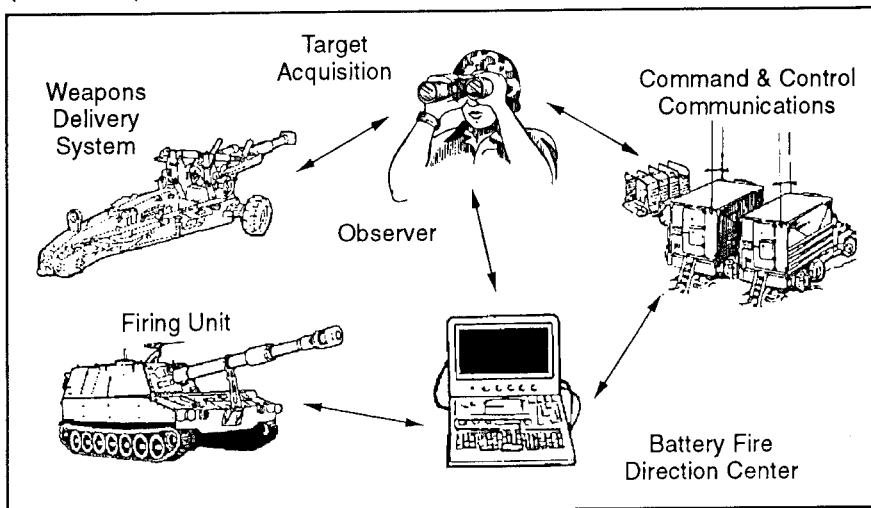 Target
Acquisition
Weapons
Delivery
System
Command & Control
Communications
Observer
Firing Unit
Battery Fire
Direction Center